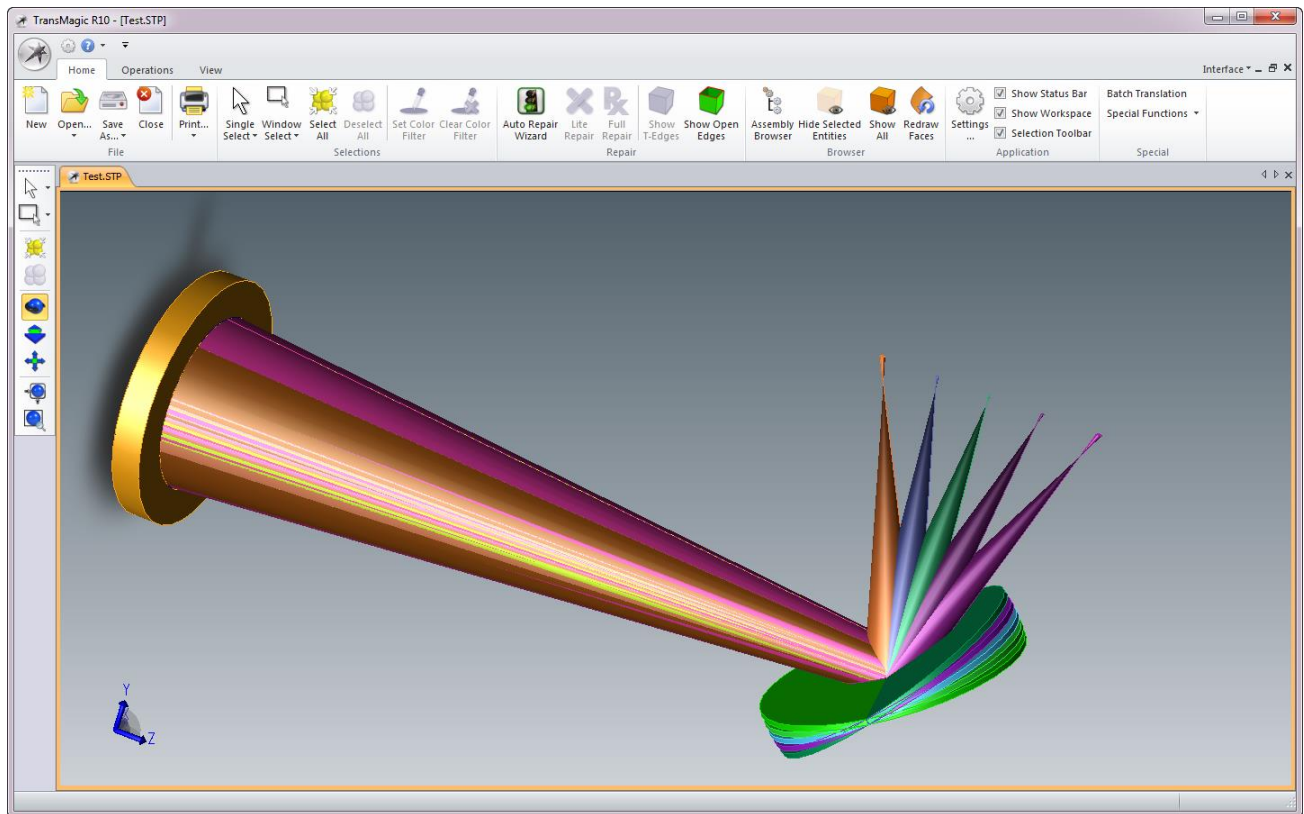 TransMagic R10 - [Test.STP]
Home Operations View
Interface
New Open... Save As... Close Print...
File
Single Select Window Select Select All Deselect All Set Color Filter Clear Color Filter
Selections
Auto Repair Wizard Lite Repair Full Repair Show T-Edges Show Open Edges
Repair
Assembly Browser Hide Selected Entities Show All Redraw Faces
Browser
Settings ...
Show Status Bar
Show Workspace
Selection Toolbar
Application
Batch Translation
Special Functions
Special
Test.STP
Y
Z